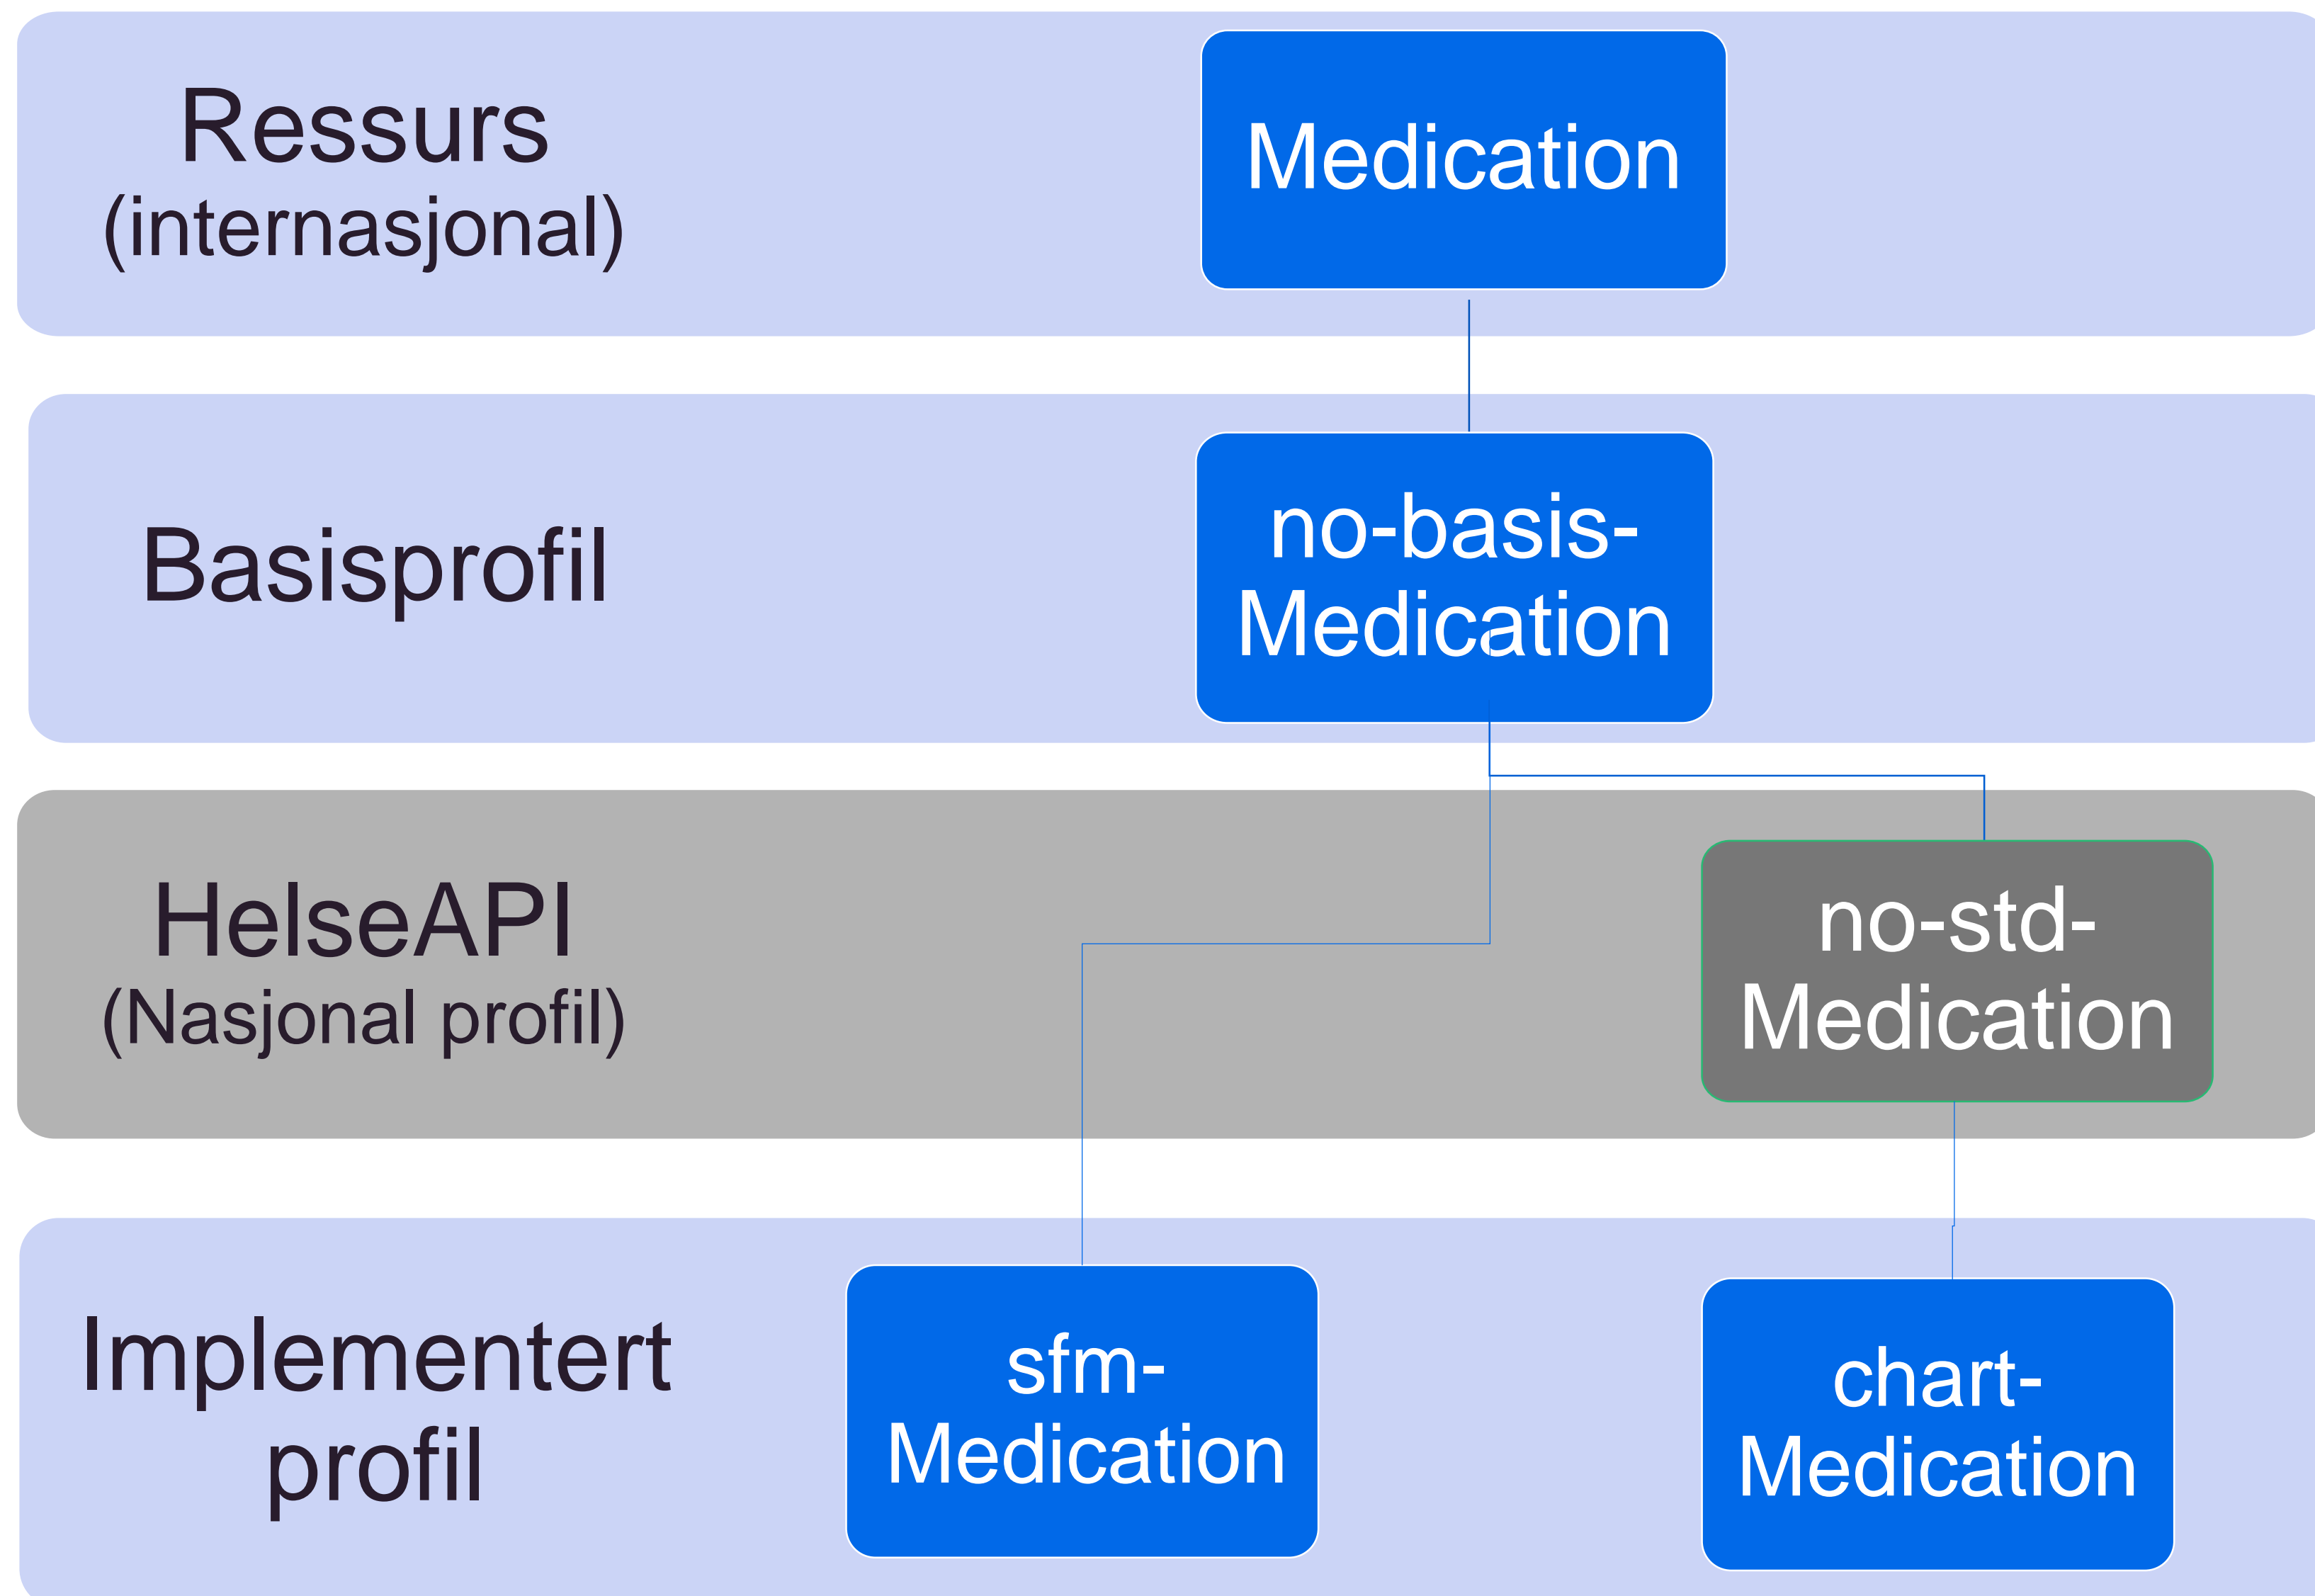 Ressurs
(internasjonal)
Medication
Basisprofil
no-basis-
Medication
HelseAPI
(Nasjonal profil)
no-std-
Medication
Implementert
profil
sfm-
Medication
chart-
Medication